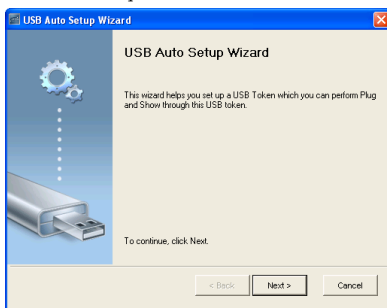 USB Auto Setup Wizard
USB Auto Setup Wizard
This wizard helps you set up a USB Token which you can perform Plug
and Show through this USB token.
To continue, click Next.
< Back
Next >
Cancel